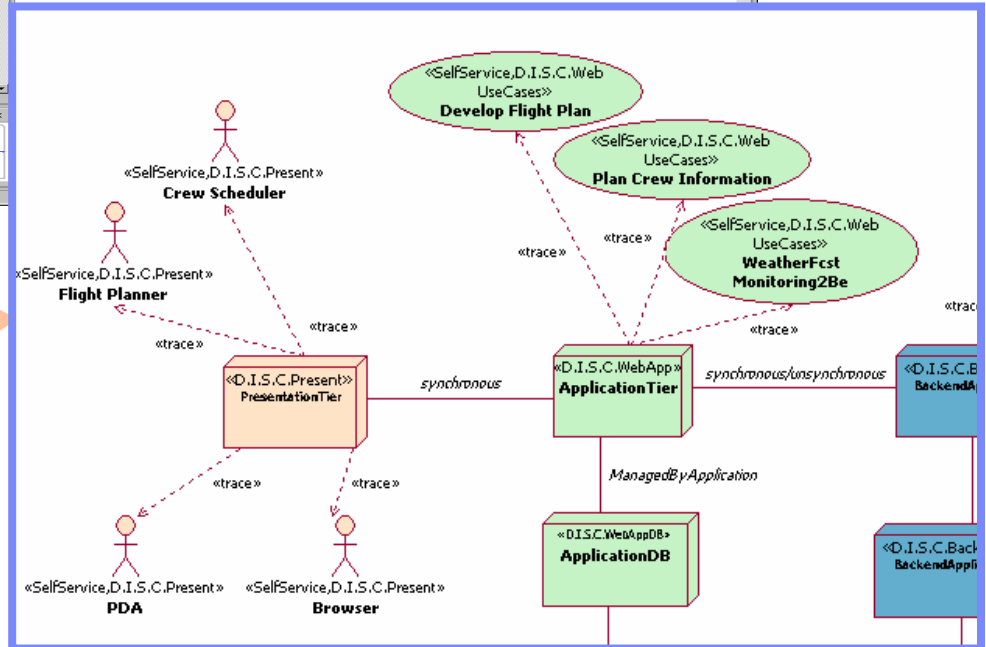 «SelfService,D.I.S.C.Web
UseCases»
Develop Flight Plan
«SelfService,D.I.S.C.Web
UseCases»
Plan Crew Information
«SelfService,D.I.S.C.Present»
Crew Scheduler
«SelfService,D.I.S.C.Web
UseCases»
WeatherFcst
Monitoring2Be
«SelfService,D.I.S.C.Present»
Flight Planner
«trace»
«trace»
«trace»
«trace»
«trace»
«D.I.S.C.Present»
PresentationTier
synchronous
«D.I.S.C.WebApp»
ApplicationTier
synchronous/unsynchronous
«D.I.S.C.
ManagedByApplication
«trace»
«trace»
«D.I.S.C.WebAppDB»
ApplicationDB
«D.I.S.C.Back
«SelfService,D.I.S.C.Present»
PDA
«SelfService,D.I.S.C.Present»
Browser